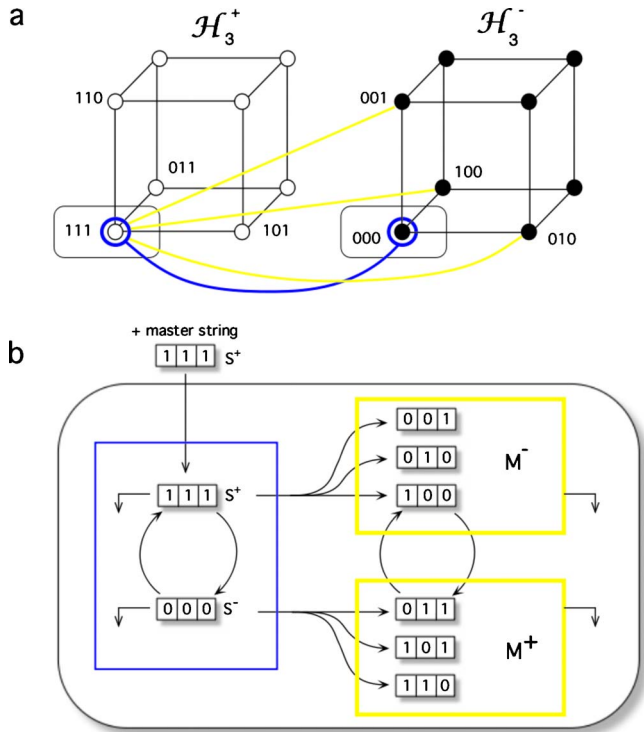 a
ℋ₃⁺ ℋ₃⁻
110 001
011 100
111 101 000 010
+ master string
b
1 1 1 S⁺
0 0 1
0 1 0 M⁻
1 1 1 S⁺ 1 0 0
0 0 0 S⁻ 0 1 1
1 0 1 M⁺
1 1 0